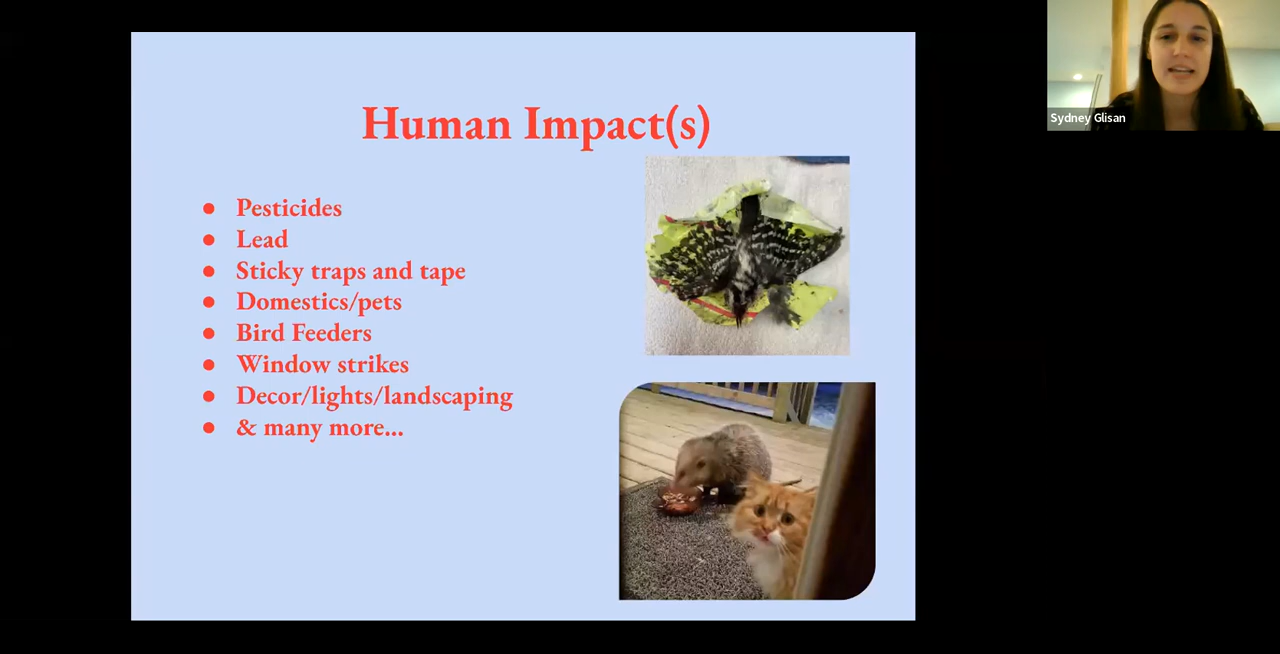 Human Impact(s)
● Pesticides
● Lead
● Sticky traps and tape
● Domestics/pets
● Bird Feeders
● Window strikes
● Decor/lights/landscaping
● & many more...
Sydney Glisan